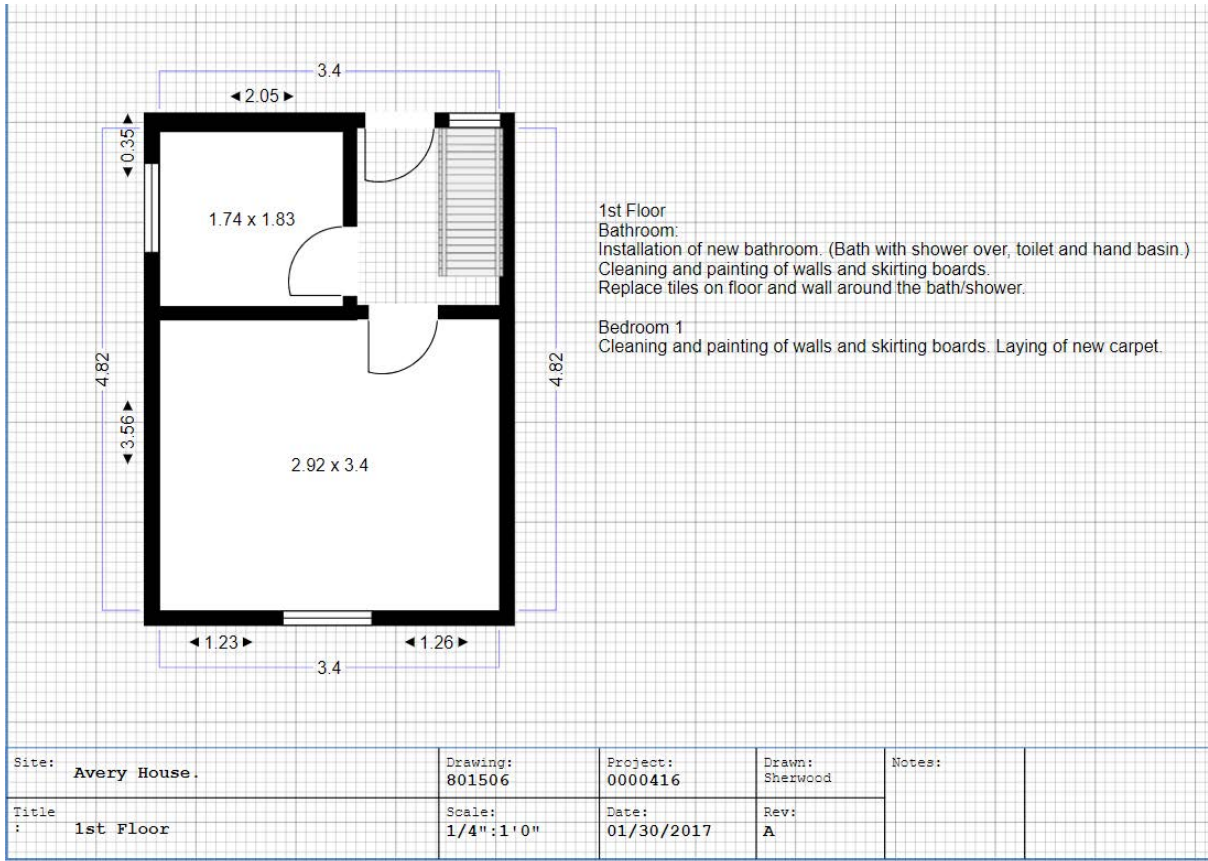 3.4
2.05
0.35
1.74 x 1.83
1st Floor
Bathroom:
Installation of new bathroom. (Bath with shower over, toilet and hand basin.)
Cleaning and painting of walls and skirting boards.
Replace tiles on floor and wall around the bath/shower.
Bedroom 1
Cleaning and painting of walls and skirting boards. Laying of new carpet.
4.82
4.82
3.56
2.92 x 3.4
1.23
1.26
3.4
Site: Avery House.
Drawing: 801506
Project: 0000416
Drawn: Sherwood
Notes:
Title : 1st Floor
Scale: 1/4":1'0"
Date: 01/30/2017
Rev: A